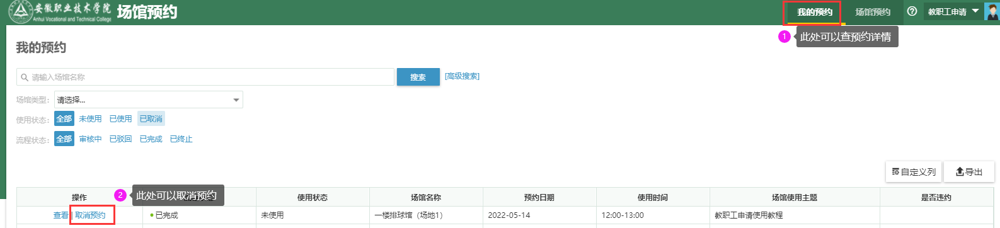 安徽职业技术学院
Anhui Vocational and Technical College
场馆预约
我的预约
场馆预约
教职工申请
1 此处可以查预约详情
我的预约
请输入场馆名称
搜索
[高级搜索]
场馆类型: 请选择...
使用状态: 全部 未使用 已使用 已取消
流程状态: 全部 审核中 已驳回 已完成 已终止
自定义列 导出
2 此处可以取消预约
操作 使用状态 场馆名称 预约日期 使用时间 场馆使用主题 是否违约
查看 | 取消预约 已完成 未使用 一楼排球馆（场地1） 2022-05-14 12:00-13:00 教职工申请使用教程